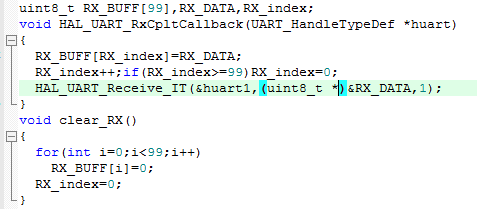 uint8_t RX_BUFF[99],RX_DATA,RX_index;
void HAL_UART_RxCpltCallback(UART_HandleTypeDef *huart)
{
  RX_BUFF[RX_index]=RX_DATA;
  RX_index++;if(RX_index>=99)RX_index=0;
  HAL_UART_Receive_IT(&huart1,(uint8_t *)&RX_DATA,1);
}
void clear_RX()
{
  for(int i=0;i<99;i++)
    RX_BUFF[i]=0;
  RX_index=0;
}